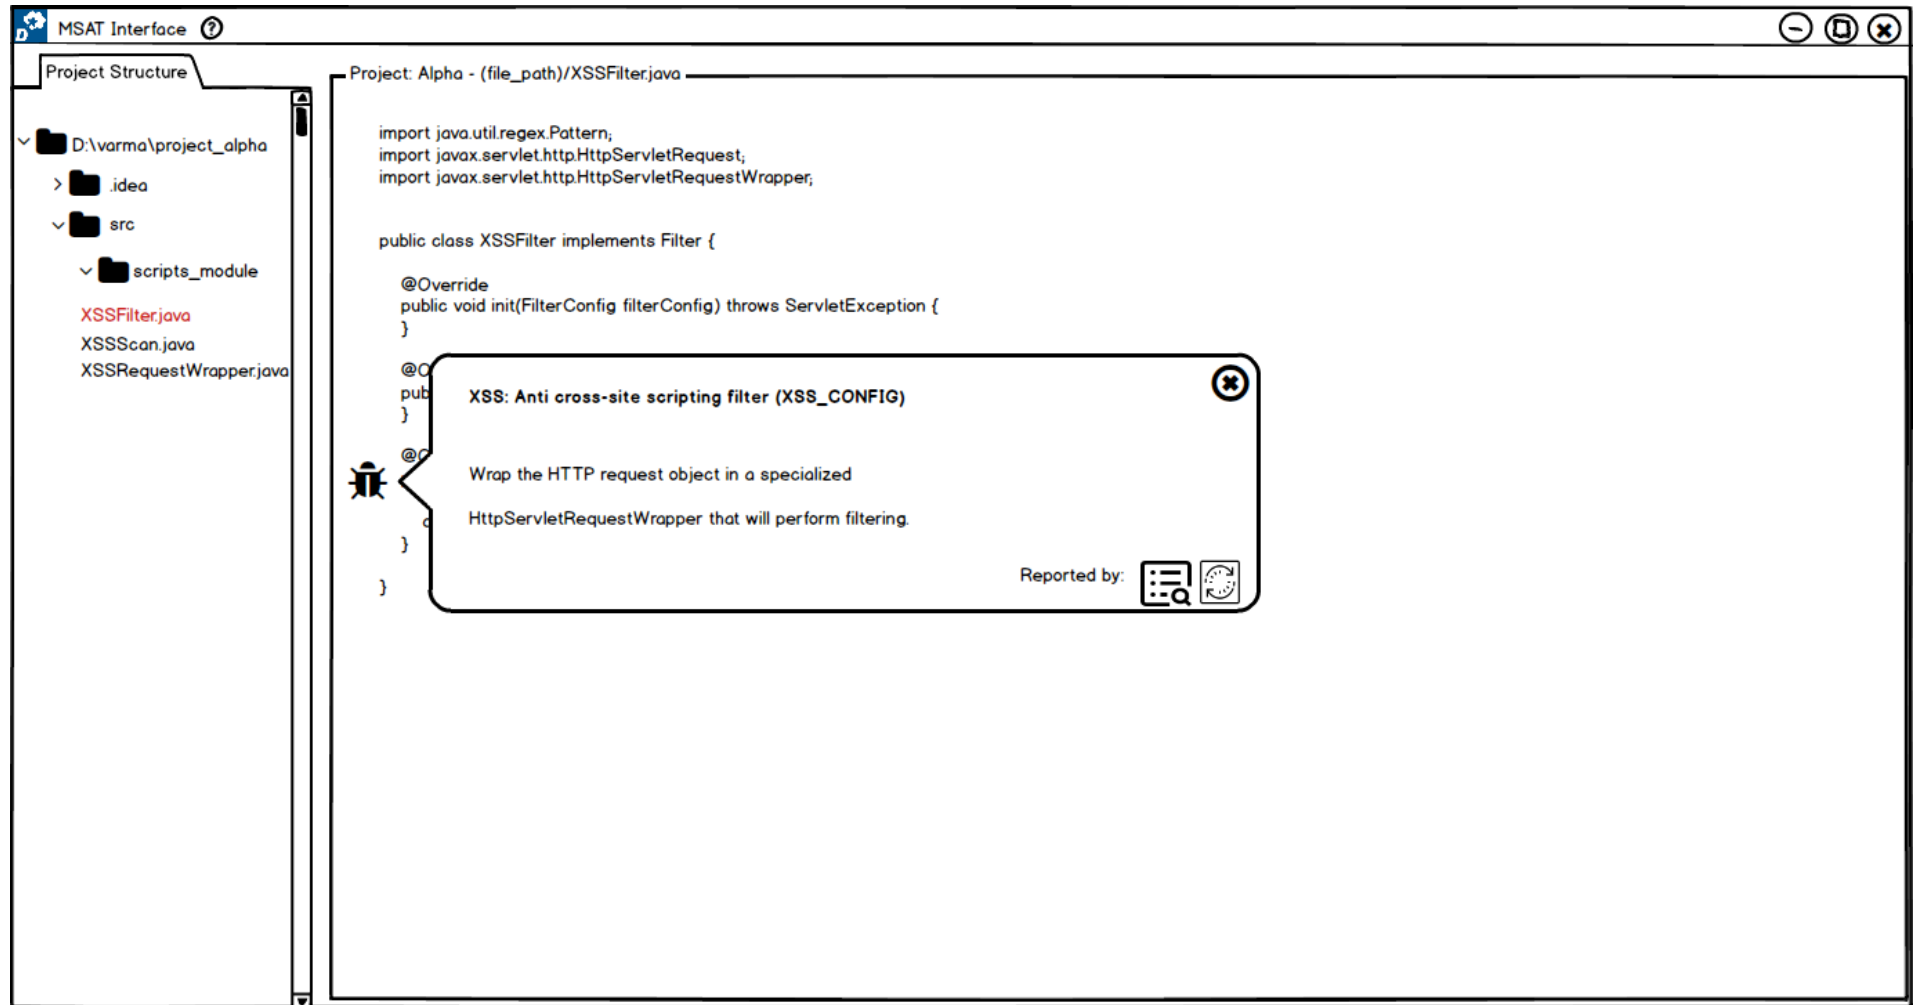 MSAT Interface ?
Project Structure
D:\varma\project_alpha
.idea
src
scripts_module
XSSFilter.java
XSSScan.java
XSSRequestWrapper.java
Project: Alpha - (file_path)/XSSFilter.java
import java.util.regex.Pattern;
import javax.servlet.http.HttpServletRequest;
import javax.servlet.http.HttpServletRequestWrapper;
public class XSSFilter implements Filter {
@Override
public void init(FilterConfig filterConfig) throws ServletException {
}
}
}
}
XSS: Anti cross-site scripting filter (XSS_CONFIG)
Wrap the HTTP request object in a specialized
HttpServletRequestWrapper that will perform filtering.
Reported by: